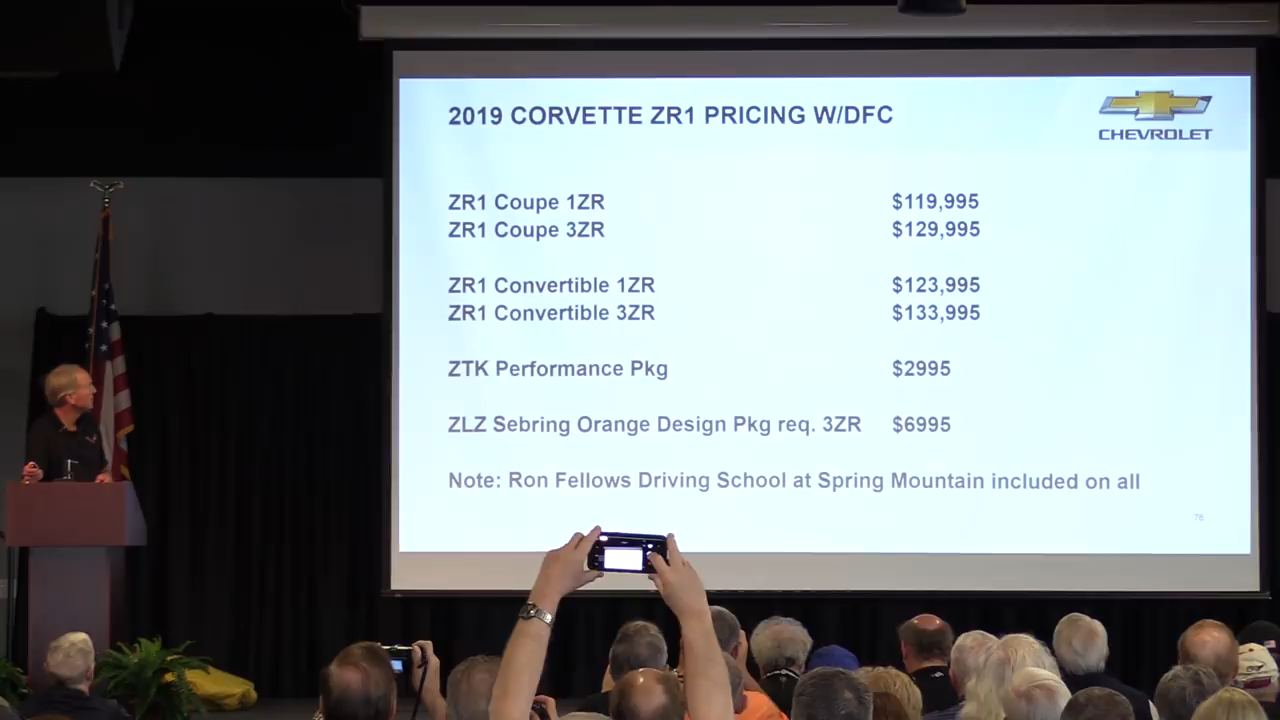 2019 CORVETTE ZR1 PRICING W/DFC
CHEVROLET
ZR1 Coupe 1ZR $119,995
ZR1 Coupe 3ZR $129,995
ZR1 Convertible 1ZR $123,995
ZR1 Convertible 3ZR $133,995
ZTK Performance Pkg $2995
ZLZ Sebring Orange Design Pkg req. 3ZR $6995
Note: Ron Fellows Driving School at Spring Mountain included on all
76